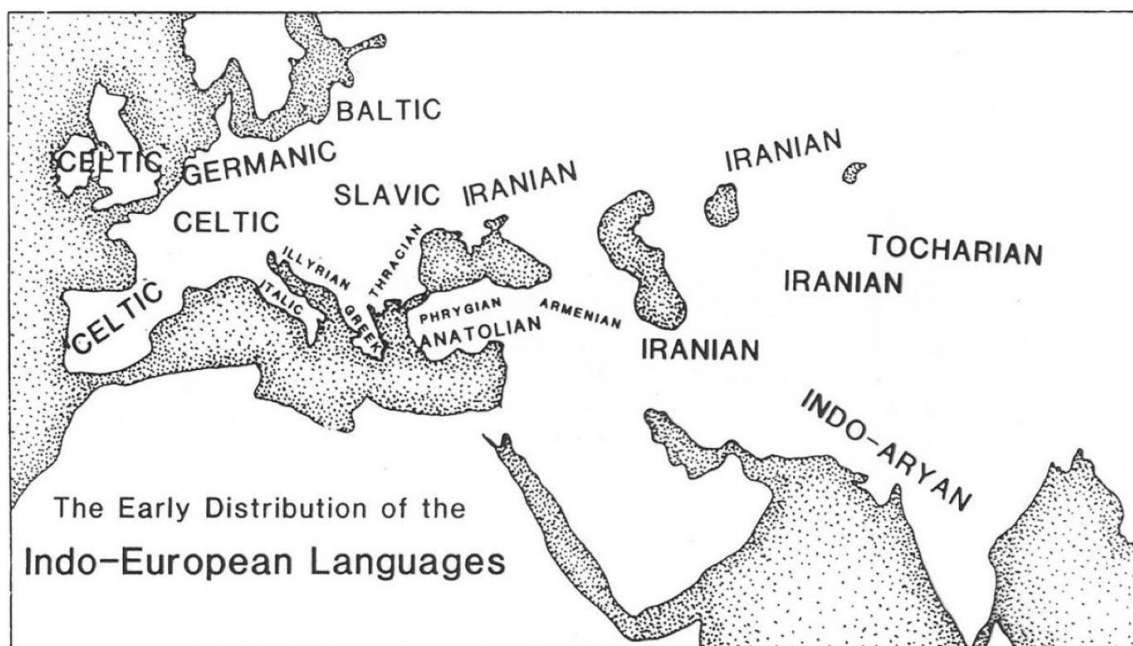 BALTIC
CELTIC
GERMANIC
IRANIAN
SLAVIC
IRANIAN
CELTIC
TOCHARIAN
ILLYRIAN
THRACIAN
IRANIAN
ITALIC
CELTIC
GREEK
PHRYGIAN
ARMENIAN
ANATOLIAN
IRANIAN
INDO-ARYAN
The Early Distribution of the
Indo-European Languages